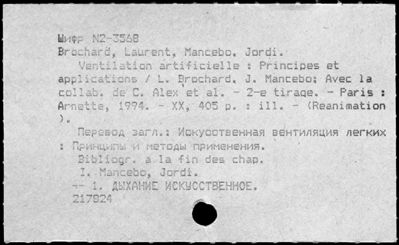 Шифр N2-3568
Brochard, Laurent, Mancebo, Jordi.
Ventilation artificielle : Principes et
applications / L. Brochard, J. Mancebo; Avec la
collab. de C. Alex et al. - 2-e tirage. - Paris :
Arnette, 1994. - XX, 405 p. : ill. - (Reanimation
).
Перевод загл.: Искусственная вентиляция легких
: Принципы и методы применения.
Bibliogr. a la fin des chap.
I. Mancebo, Jordi.
-- 1. ДЫХАНИЕ ИСКУССТВЕННОЕ.
217924